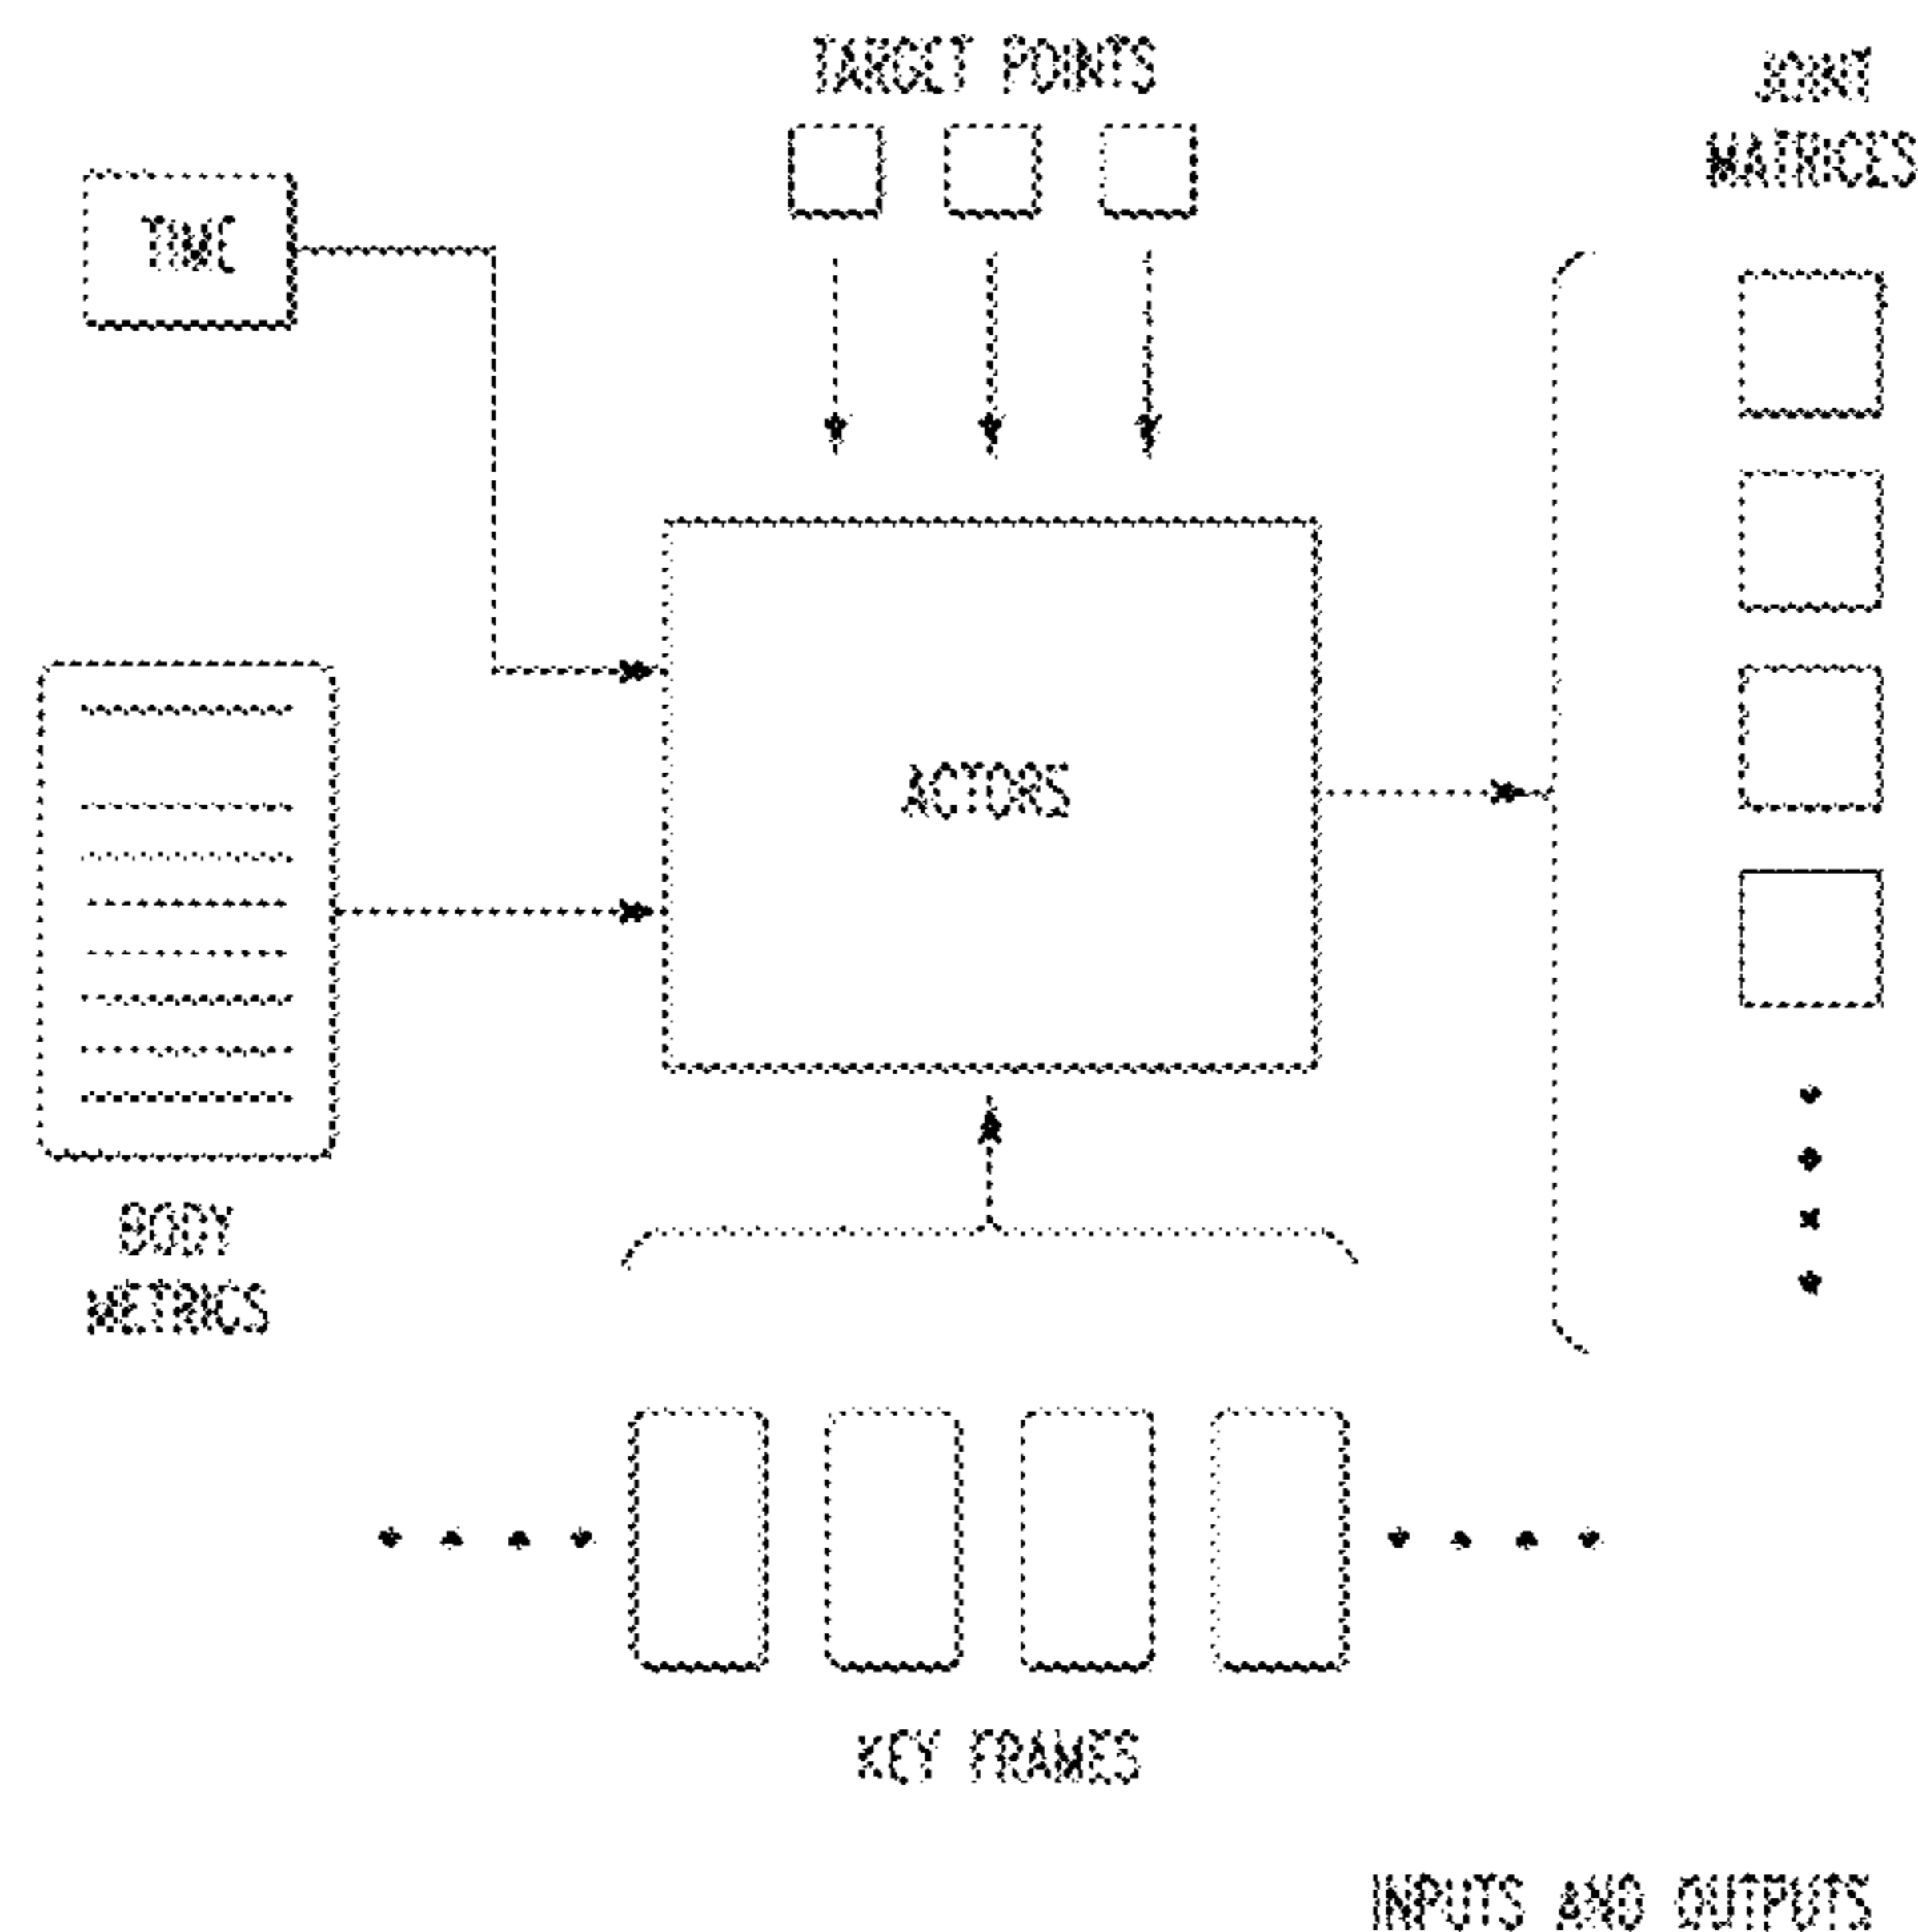 TARGET POINTS
JOINT
MATRICES
TIME
ACTORS
BODY
METRICS
KEY FRAMES
INPUTS AND OUTPUTS